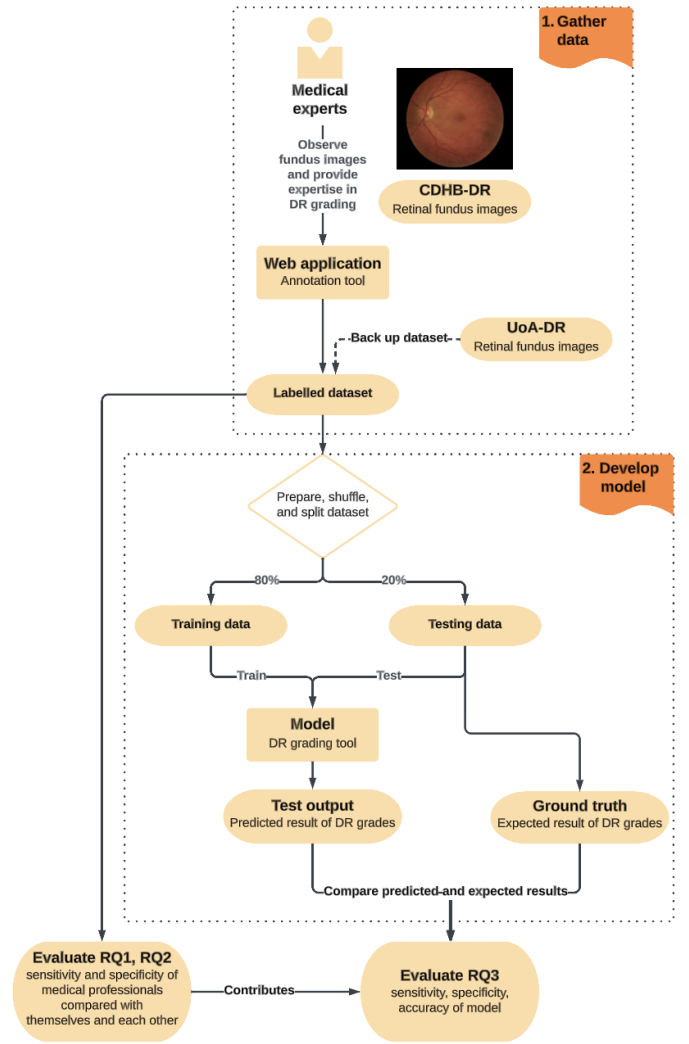 1. Gather
data
Medical
experts
Observe
fundus images
and provide
expertise in
DR grading
CDHB-DR
Retinal fundus images
Web application
Annotation tool
UoA-DR
Retinal fundus images
Back up dataset
Labelled dataset
2. Develop
model
Prepare, shuffle,
and split dataset
80%
20%
Training data
Testing data
Train
Test
Model
DR grading tool
Test output
Predicted result of DR grades
Ground truth
Expected result of DR grades
Compare predicted and expected results
Evaluate RQ1, RQ2
sensitivity and specificity of
medical professionals
compared with
themselves and each other
Contributes
Evaluate RQ3
sensitivity, specificity,
accuracy of model